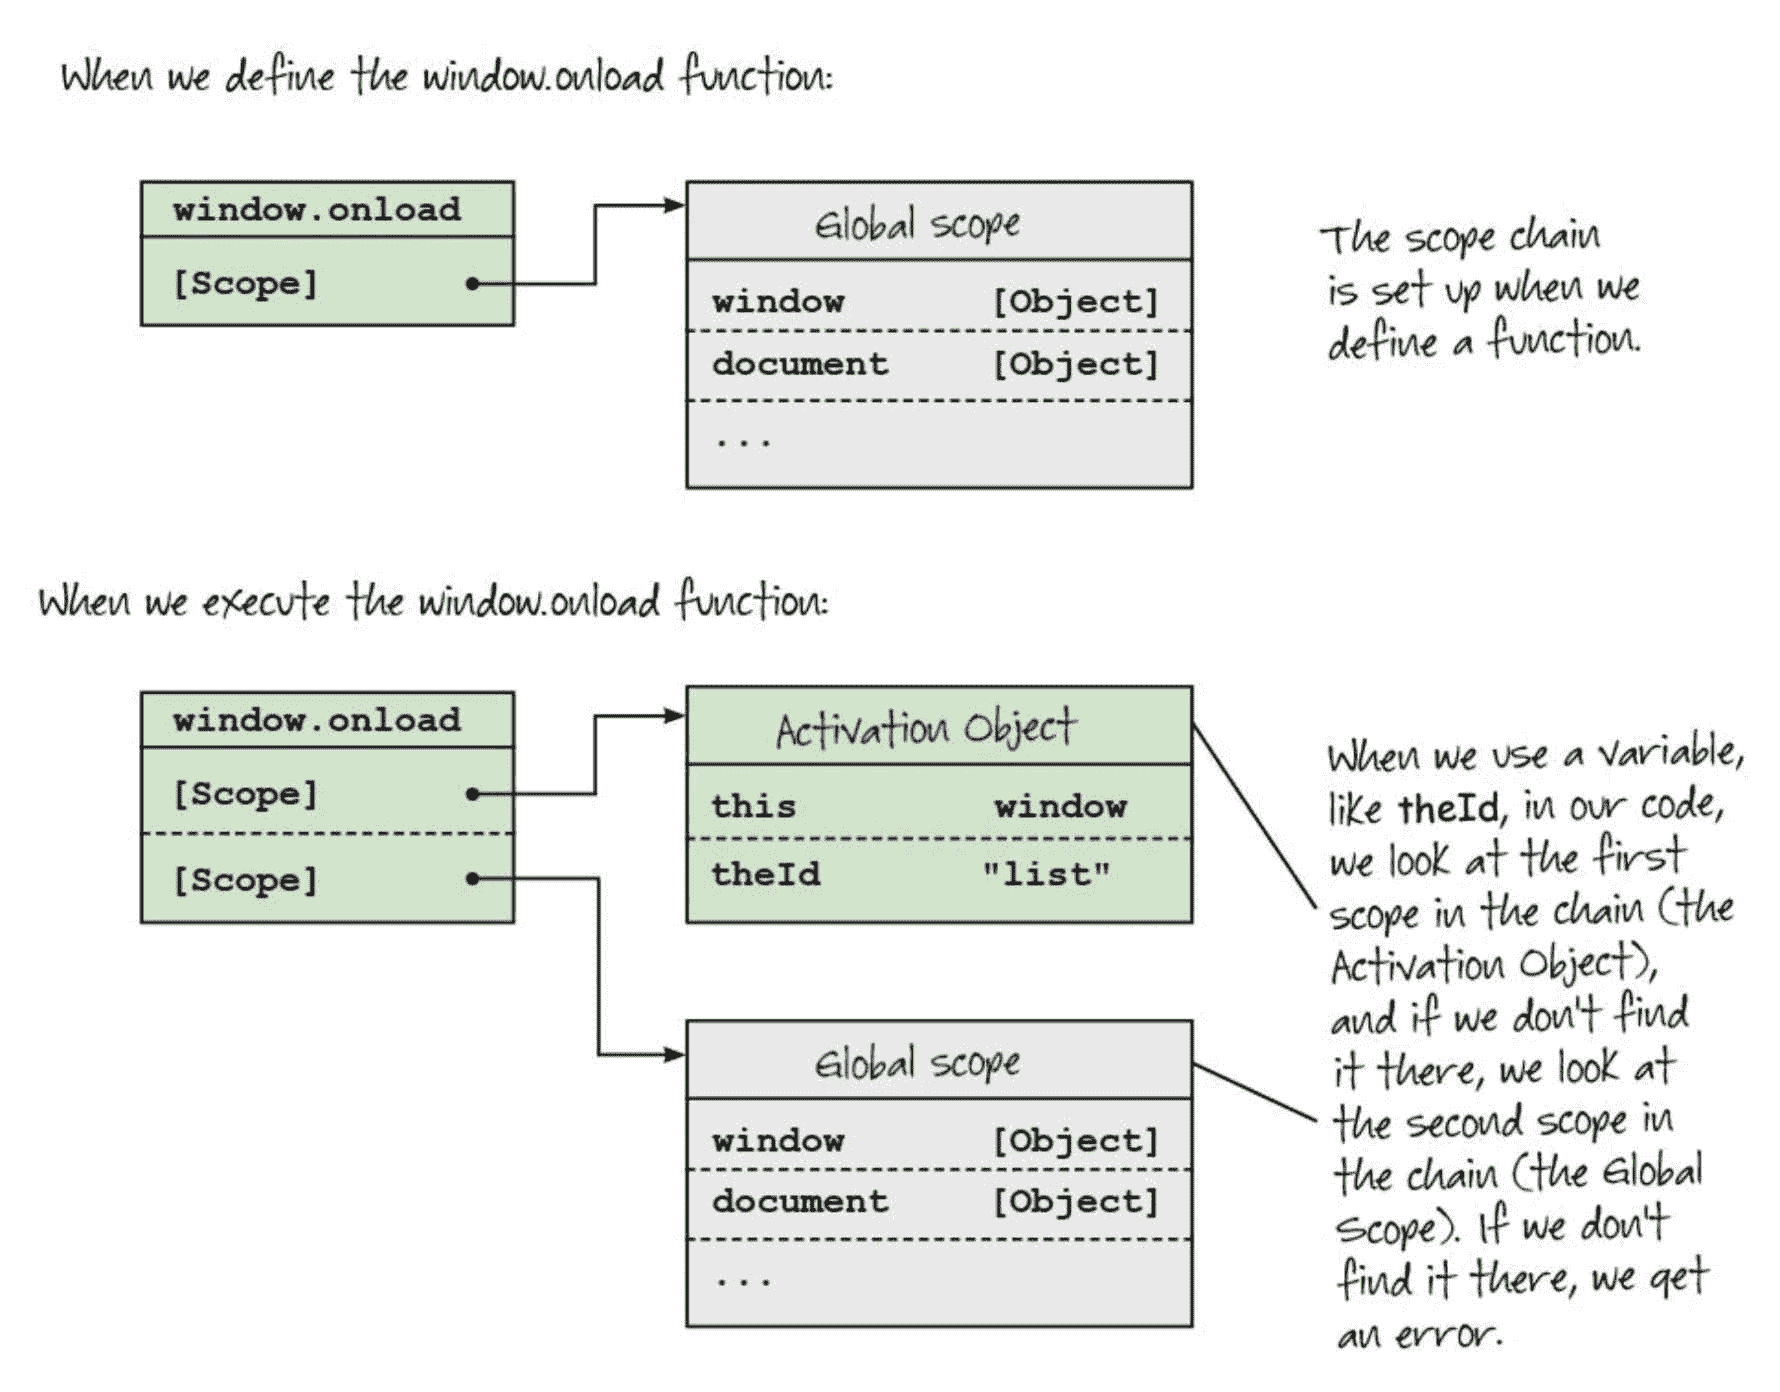 When we define the window.onload function:
window.onload
[Scope]
Global scope
window [Object]
document [Object]
...
The scope chain
is set up when we
define a function.
When we execute the window.onload function:
window.onload
[Scope]
[Scope]
Activation Object
this window
theId "list"
Global scope
window [Object]
document [Object]
...
When we use a variable,
like theId, in our code,
we look at the first
scope in the chain (the
Activation Object),
and if we don't find
it there, we look at
the second scope in
the chain (the Global
Scope). If we don't
find it there, we get
an error.